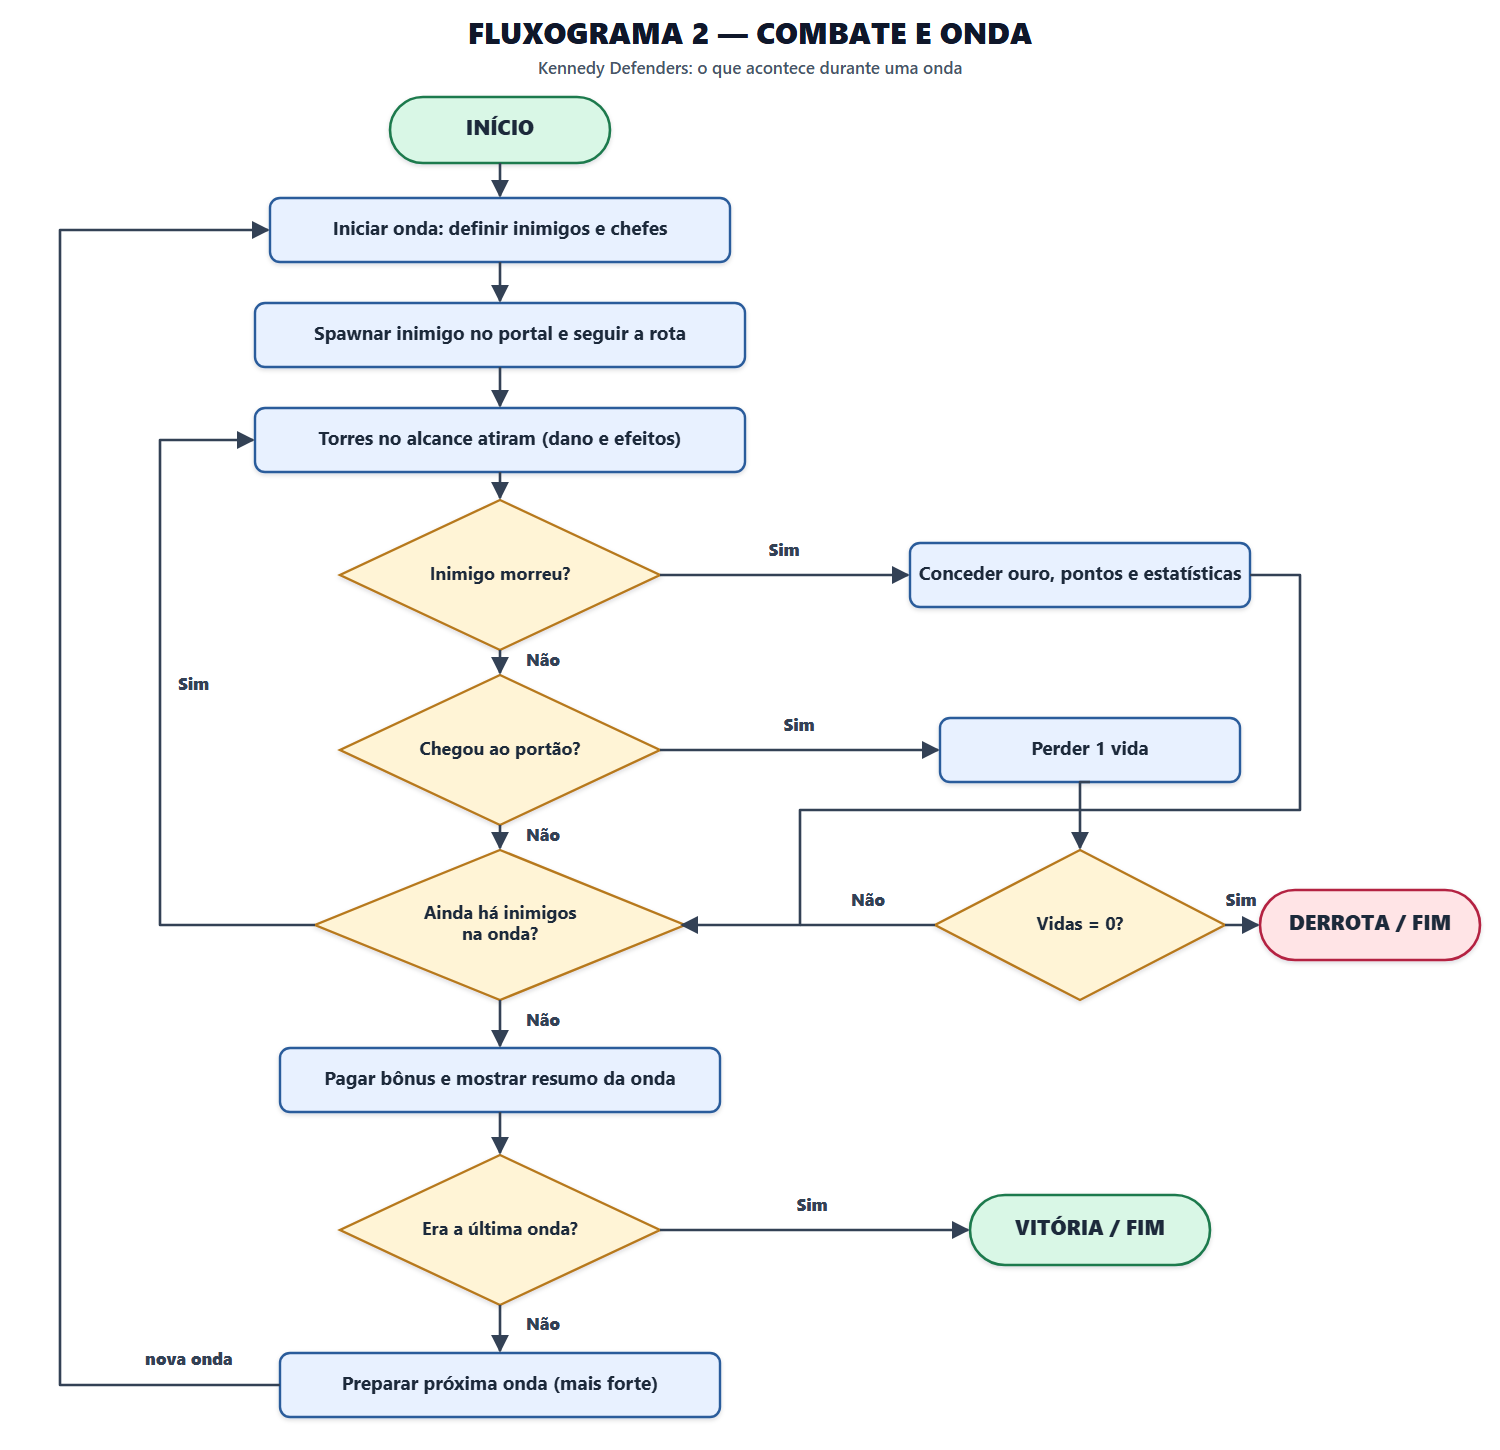 FLUXOGRAMA 2 — COMBATE E ONDA
Kennedy Defenders: o que acontece durante uma onda
INÍCIO
Iniciar onda: definir inimigos e chefes
Spawnar inimigo no portal e seguir a rota
Torres no alcance atiram (dano e efeitos)
Inimigo morreu?
Sim
Conceder ouro, pontos e estatísticas
Não
Sim
Chegou ao portão?
Sim
Perder 1 vida
Não
Ainda há inimigos
na onda?
Não
Vidas = 0?
Sim
DERROTA / FIM
Não
Pagar bônus e mostrar resumo da onda
Era a última onda?
Sim
VITÓRIA / FIM
Não
nova onda
Preparar próxima onda (mais forte)